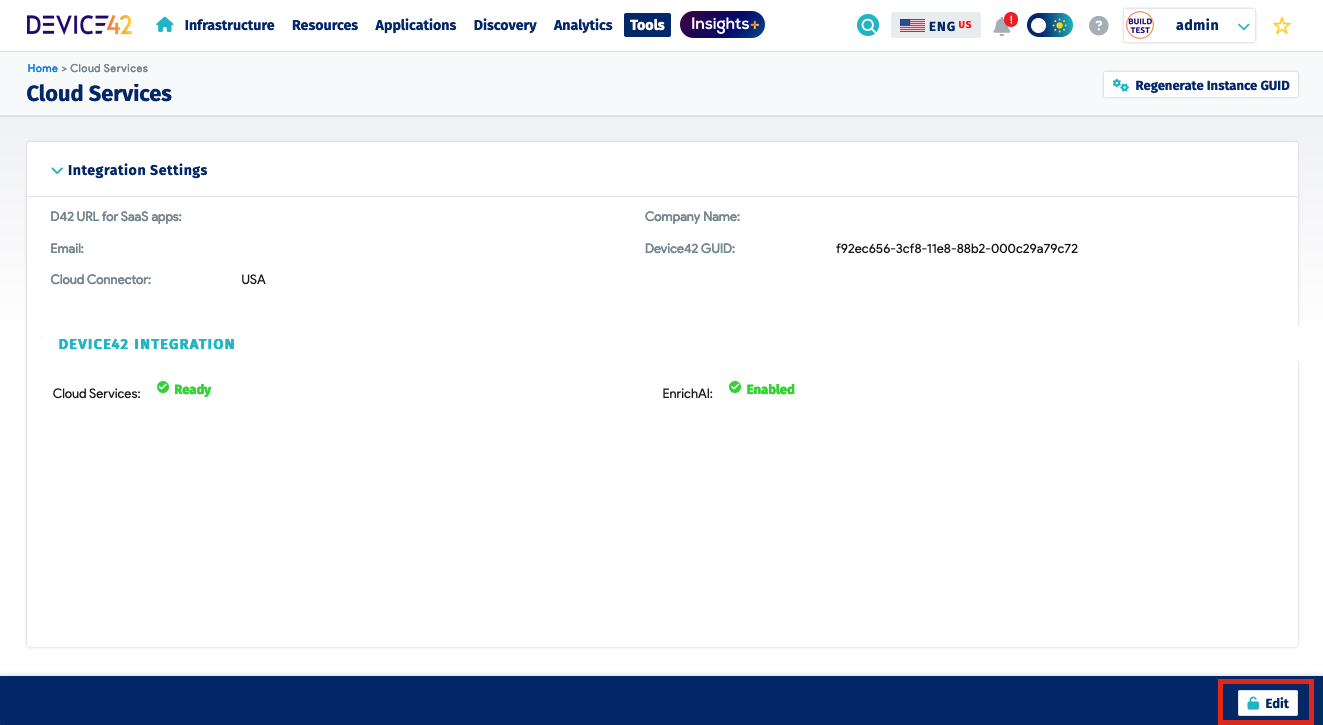 DEVICE42 Infrastructure Resources Applications Discovery Analytics Tools Insights+ ENG US ! ? BUILD TEST admin
Home > Cloud Services
Cloud Services
Regenerate Instance GUID
Integration Settings
D42 URL for SaaS apps: Company Name:
Email: Device42 GUID: f92ec656-3cf8-11e8-88b2-000c29a79c72
Cloud Connector: USA
DEVICE42 INTEGRATION
Cloud Services: Ready EnrichAI: Enabled
Edit